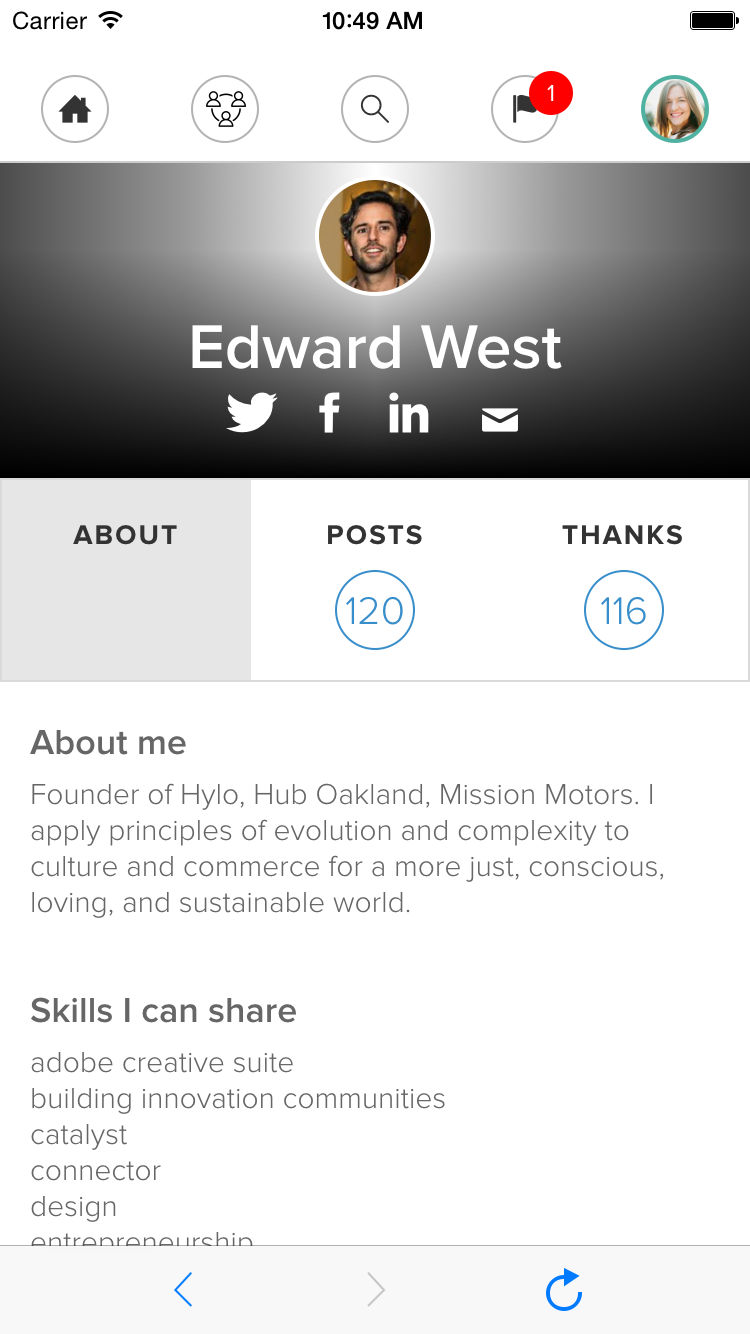 Carrier 10:49 AM
1
Edward West
ABOUT POSTS THANKS
120 116
About me
Founder of Hylo, Hub Oakland, Mission Motors. I
apply principles of evolution and complexity to
culture and commerce for a more just, conscious,
loving, and sustainable world.
Skills I can share
adobe creative suite
building innovation communities
catalyst
connector
design
entrepreneurship